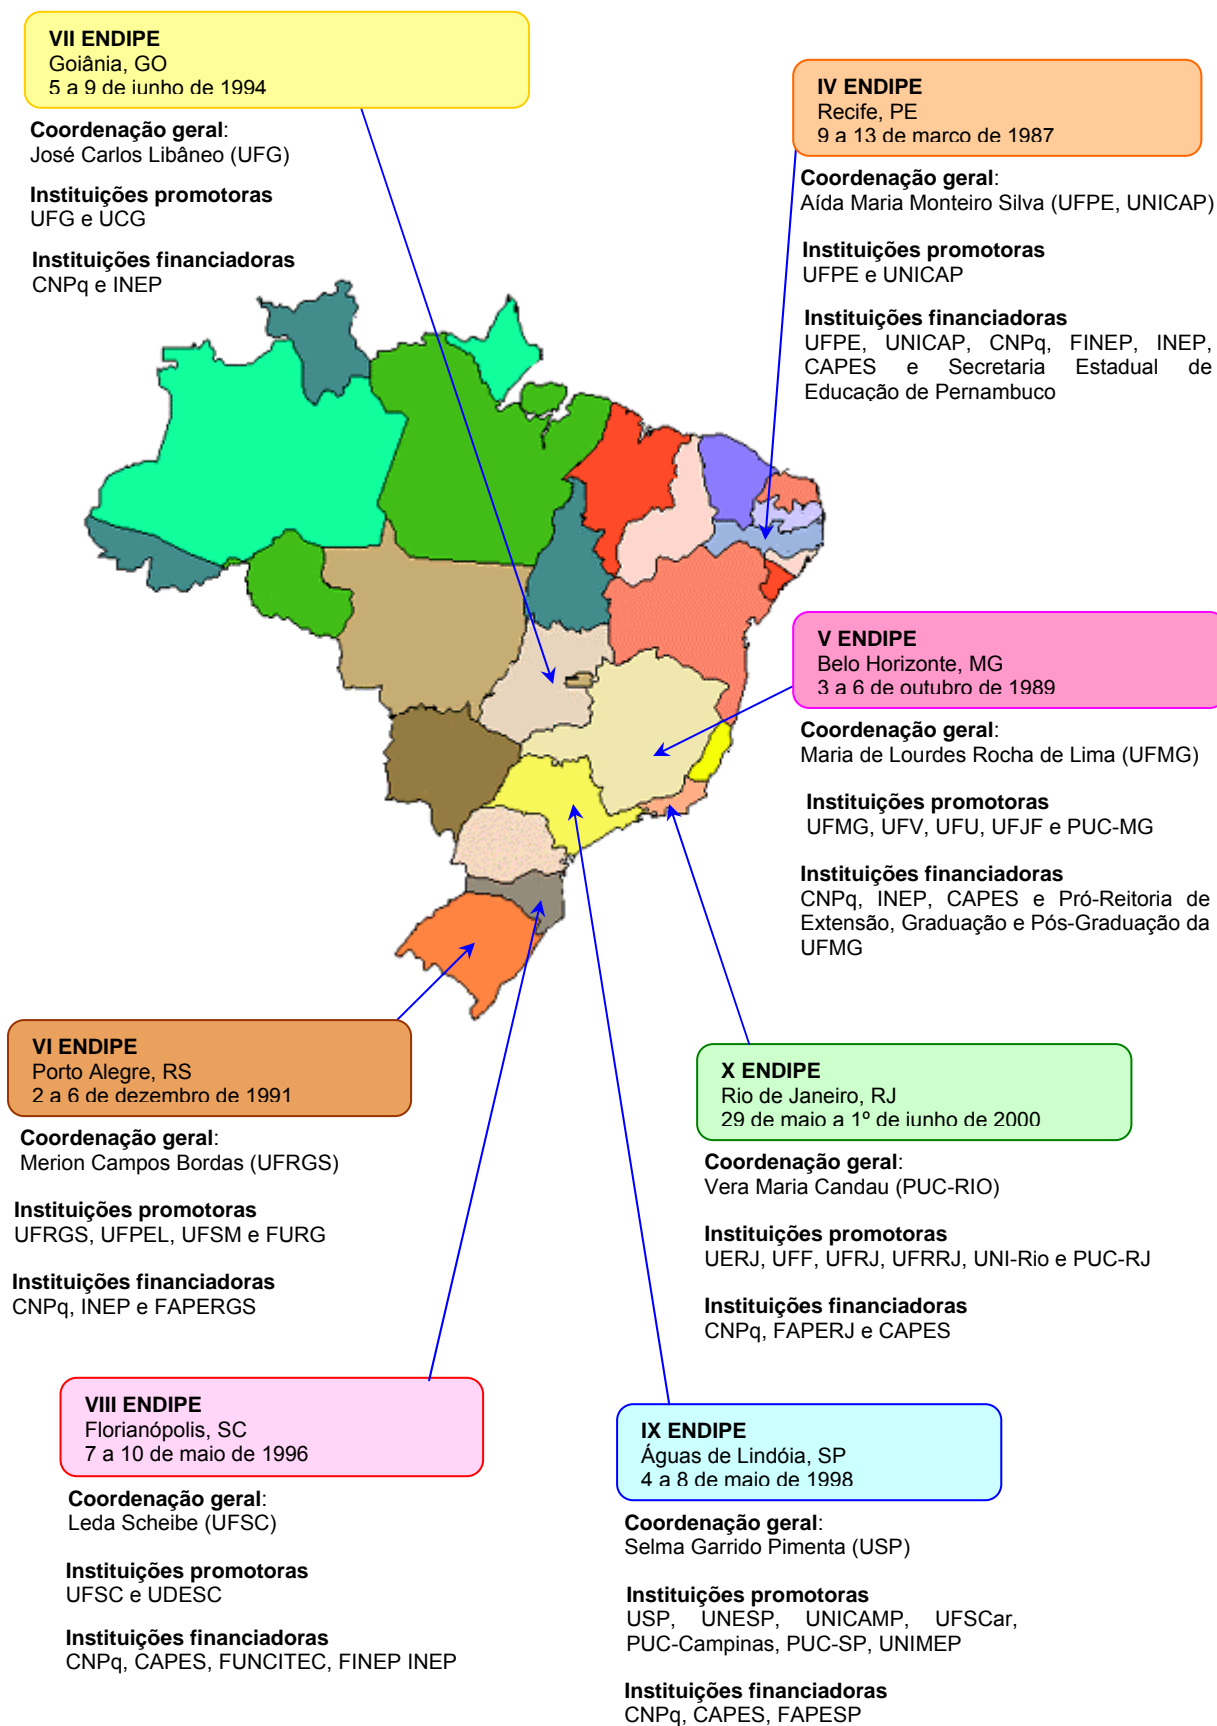 VII ENDIPE
Goiânia, GO
5 a 9 de junho de 1994
Coordenação geral:
José Carlos Libâneo (UFG)
Instituições promotoras
UFG e UCG
Instituições financiadoras
CNPq e INEP
IV ENDIPE
Recife, PE
9 a 13 de março de 1987
Coordenação geral:
Aída Maria Monteiro Silva (UFPE, UNICAP)
Instituições promotoras
UFPE e UNICAP
Instituições financiadoras
UFPE, UNICAP, CNPq, FINEP, INEP,
CAPES e Secretaria Estadual de
Educação de Pernambuco
V ENDIPE
Belo Horizonte, MG
3 a 6 de outubro de 1989
Coordenação geral:
Maria de Lourdes Rocha de Lima (UFMG)
Instituições promotoras
UFMG, UFV, UFU, UFJF e PUC-MG
Instituições financiadoras
CNPq, INEP, CAPES e Pró-Reitoria de
Extensão, Graduação e Pós-Graduação da
UFMG
VI ENDIPE
Porto Alegre, RS
2 a 6 de dezembro de 1991
Coordenação geral:
Merion Campos Bordas (UFRGS)
Instituições promotoras
UFRGS, UFPEL, UFSM e FURG
Instituições financiadoras
CNPq, INEP e FAPERGS
X ENDIPE
Rio de Janeiro, RJ
29 de maio a 1º de junho de 2000
Coordenação geral:
Vera Maria Candau (PUC-RIO)
Instituições promotoras
UERJ, UFF, UFRJ, UFRRJ, UNI-Rio e PUC-RJ
Instituições financiadoras
CNPq, FAPERJ e CAPES
VIII ENDIPE
Florianópolis, SC
7 a 10 de maio de 1996
Coordenação geral:
Leda Scheibe (UFSC)
Instituições promotoras
UFSC e UDESC
Instituições financiadoras
CNPq, CAPES, FUNCITEC, FINEP INEP
IX ENDIPE
Águas de Lindóia, SP
4 a 8 de maio de 1998
Coordenação geral:
Selma Garrido Pimenta (USP)
Instituições promotoras
USP, UNESP, UNICAMP, UFSCar,
PUC-Campinas, PUC-SP, UNIMEP
Instituições financiadoras
CNPq, CAPES, FAPESP